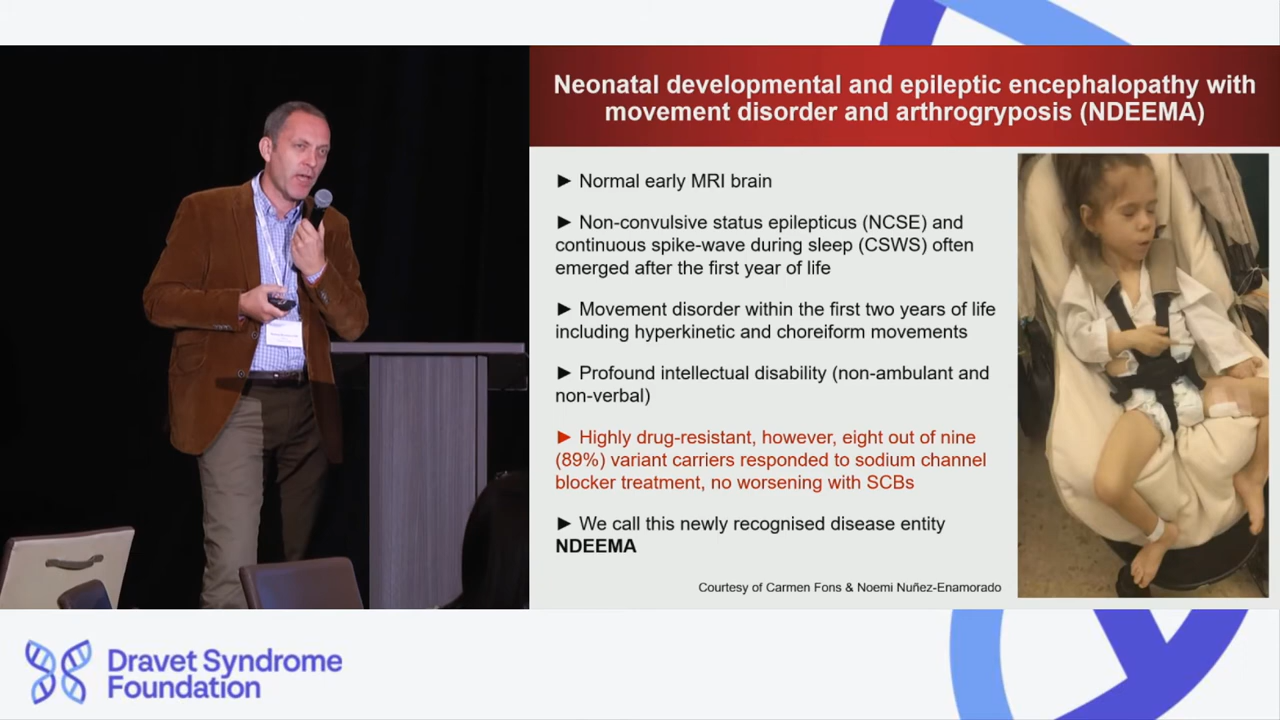 Neonatal developmental and epileptic encephalopathy with
movement disorder and arthrogryposis (NDEEMA)
► Normal early MRI brain
► Non-convulsive status epilepticus (NCSE) and
continuous spike-wave during sleep (CSWS) often
emerged after the first year of life
► Movement disorder within the first two years of life
including hyperkinetic and choreiform movements
► Profound intellectual disability (non-ambulant and
non-verbal)
► Highly drug-resistant, however, eight out of nine
(89%) variant carriers responded to sodium channel
blocker treatment, no worsening with SCBs
► We call this newly recognised disease entity
NDEEMA
Courtesy of Carmen Fons & Noemi Nuñez-Enamorado
Dravet Syndrome
Foundation